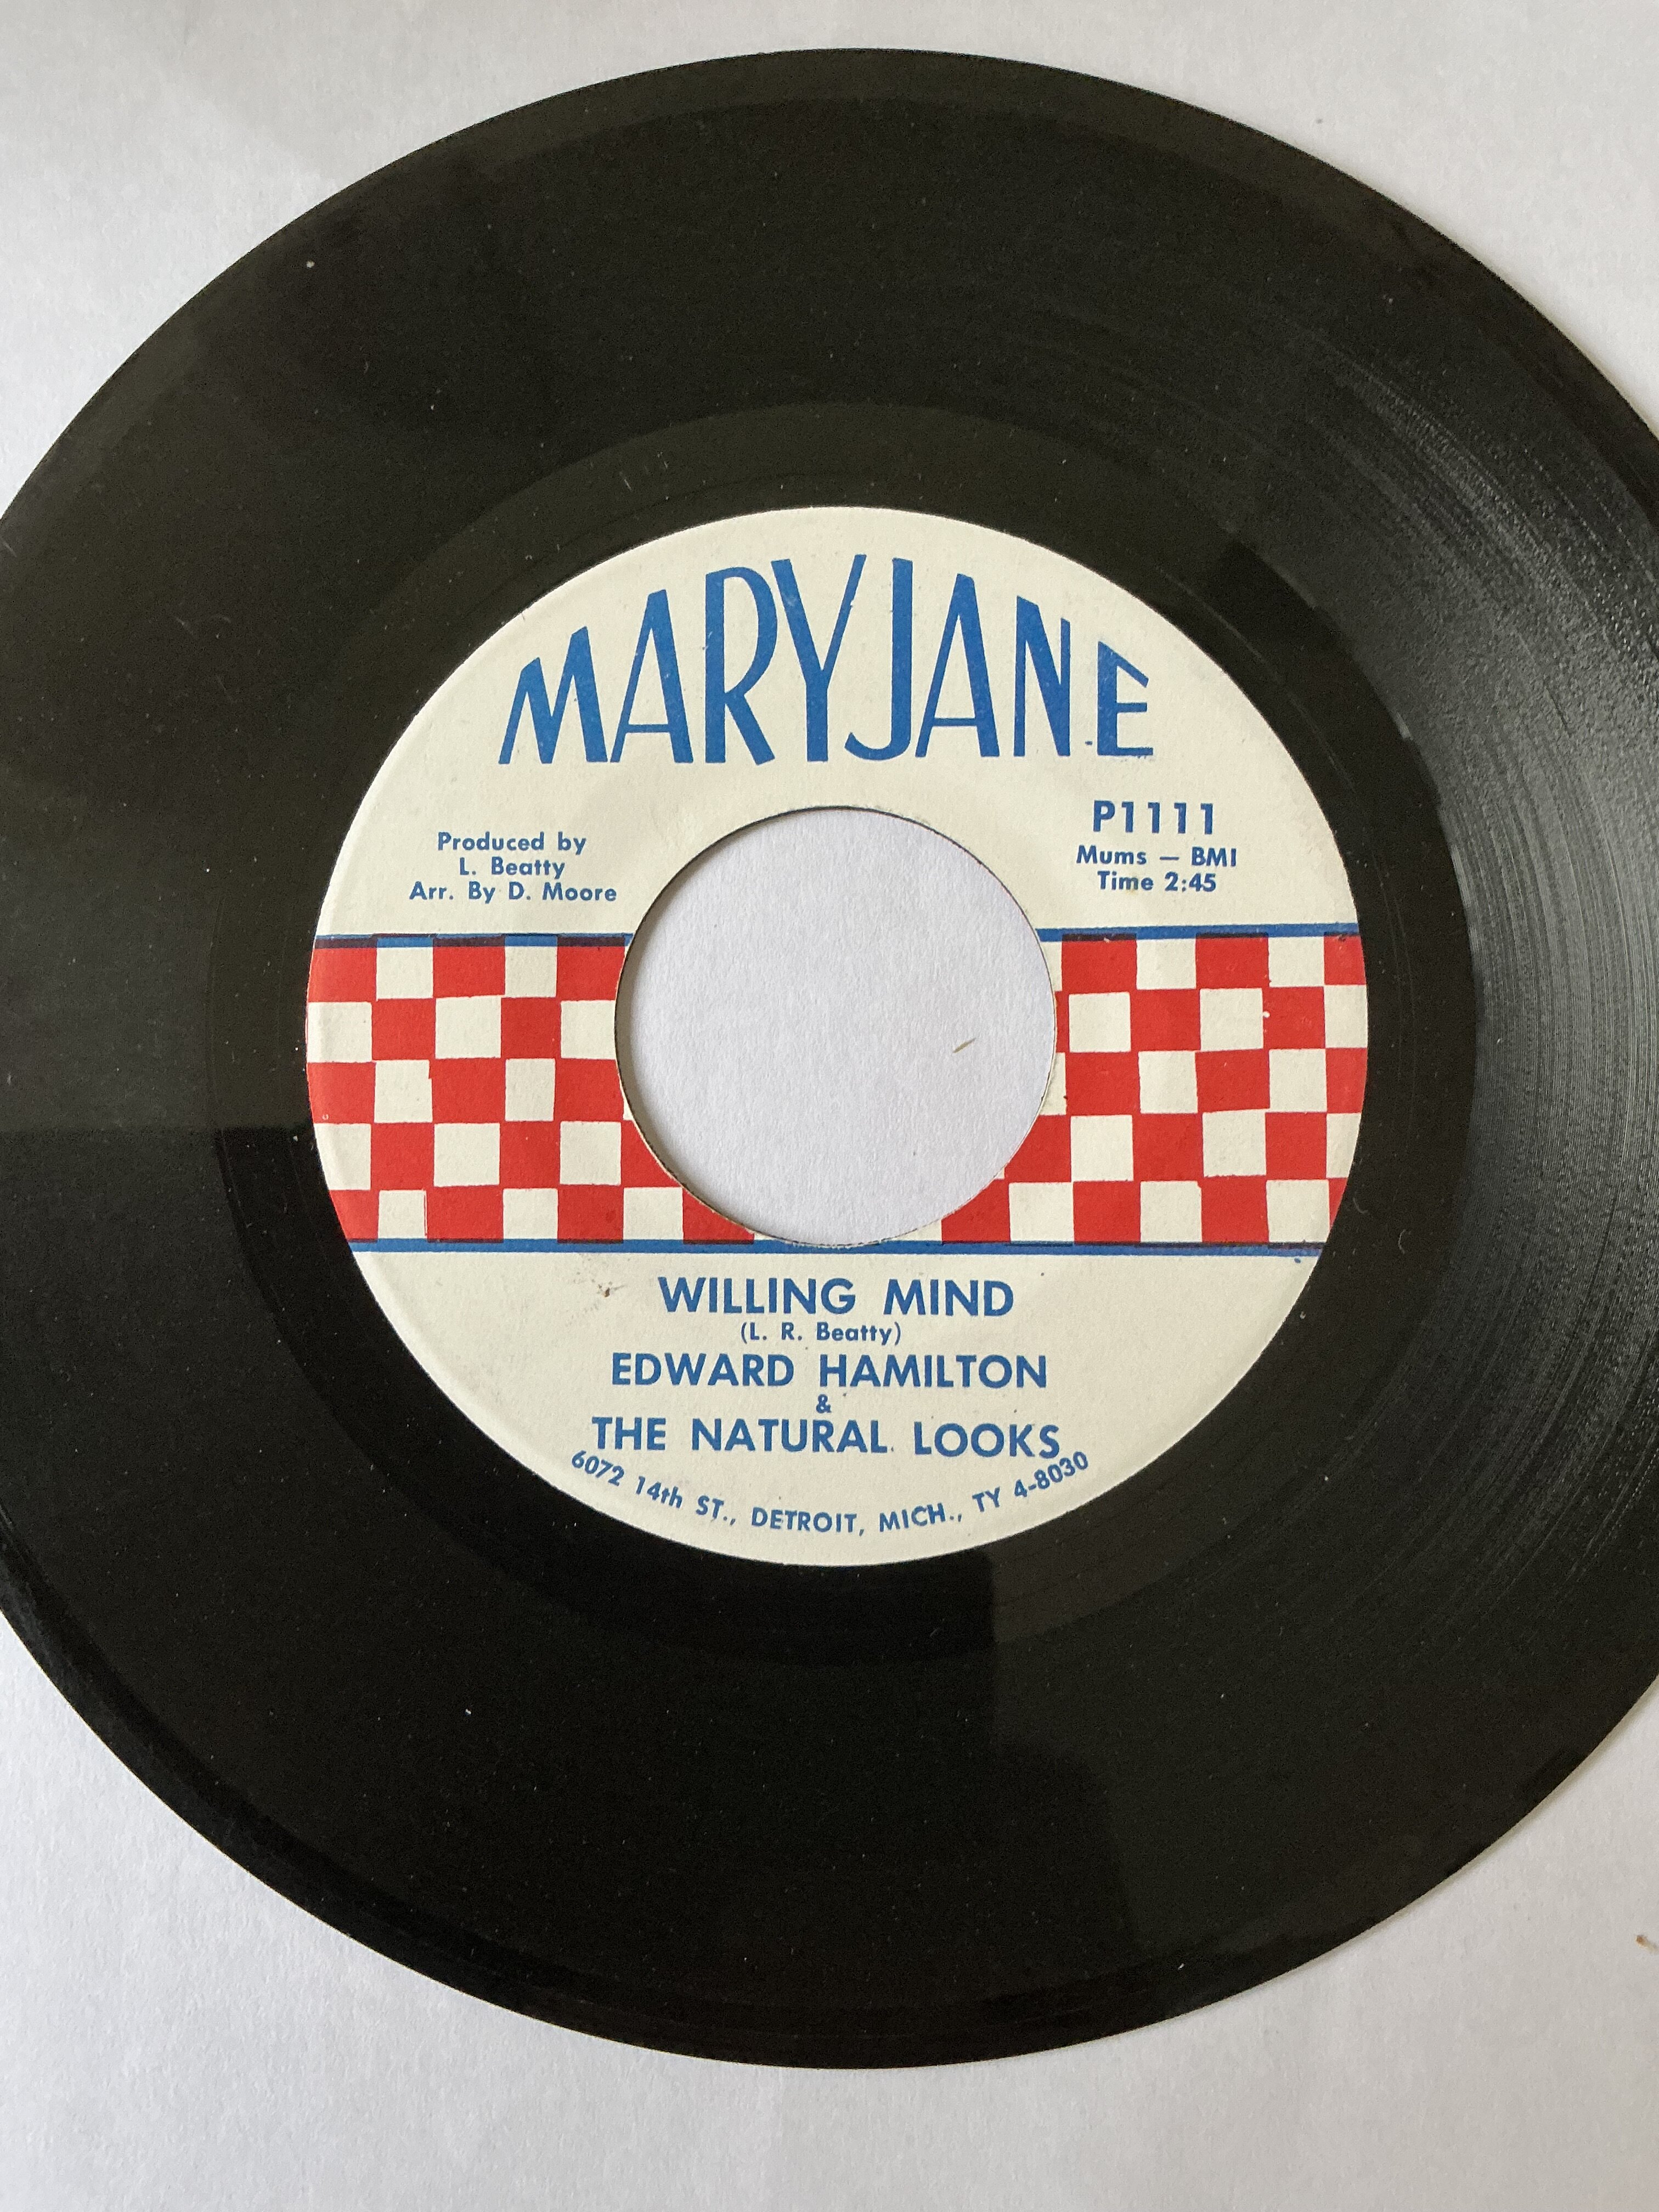 MARYJANE
Produced by
L. Beatty
Arr. By D. Moore
P1111
Mums — BMI
Time 2:45
WILLING MIND
(L. R. Beatty)
EDWARD HAMILTON
&
THE NATURAL LOOKS
6072 14th ST., DETROIT, MICH., TY 4-8030